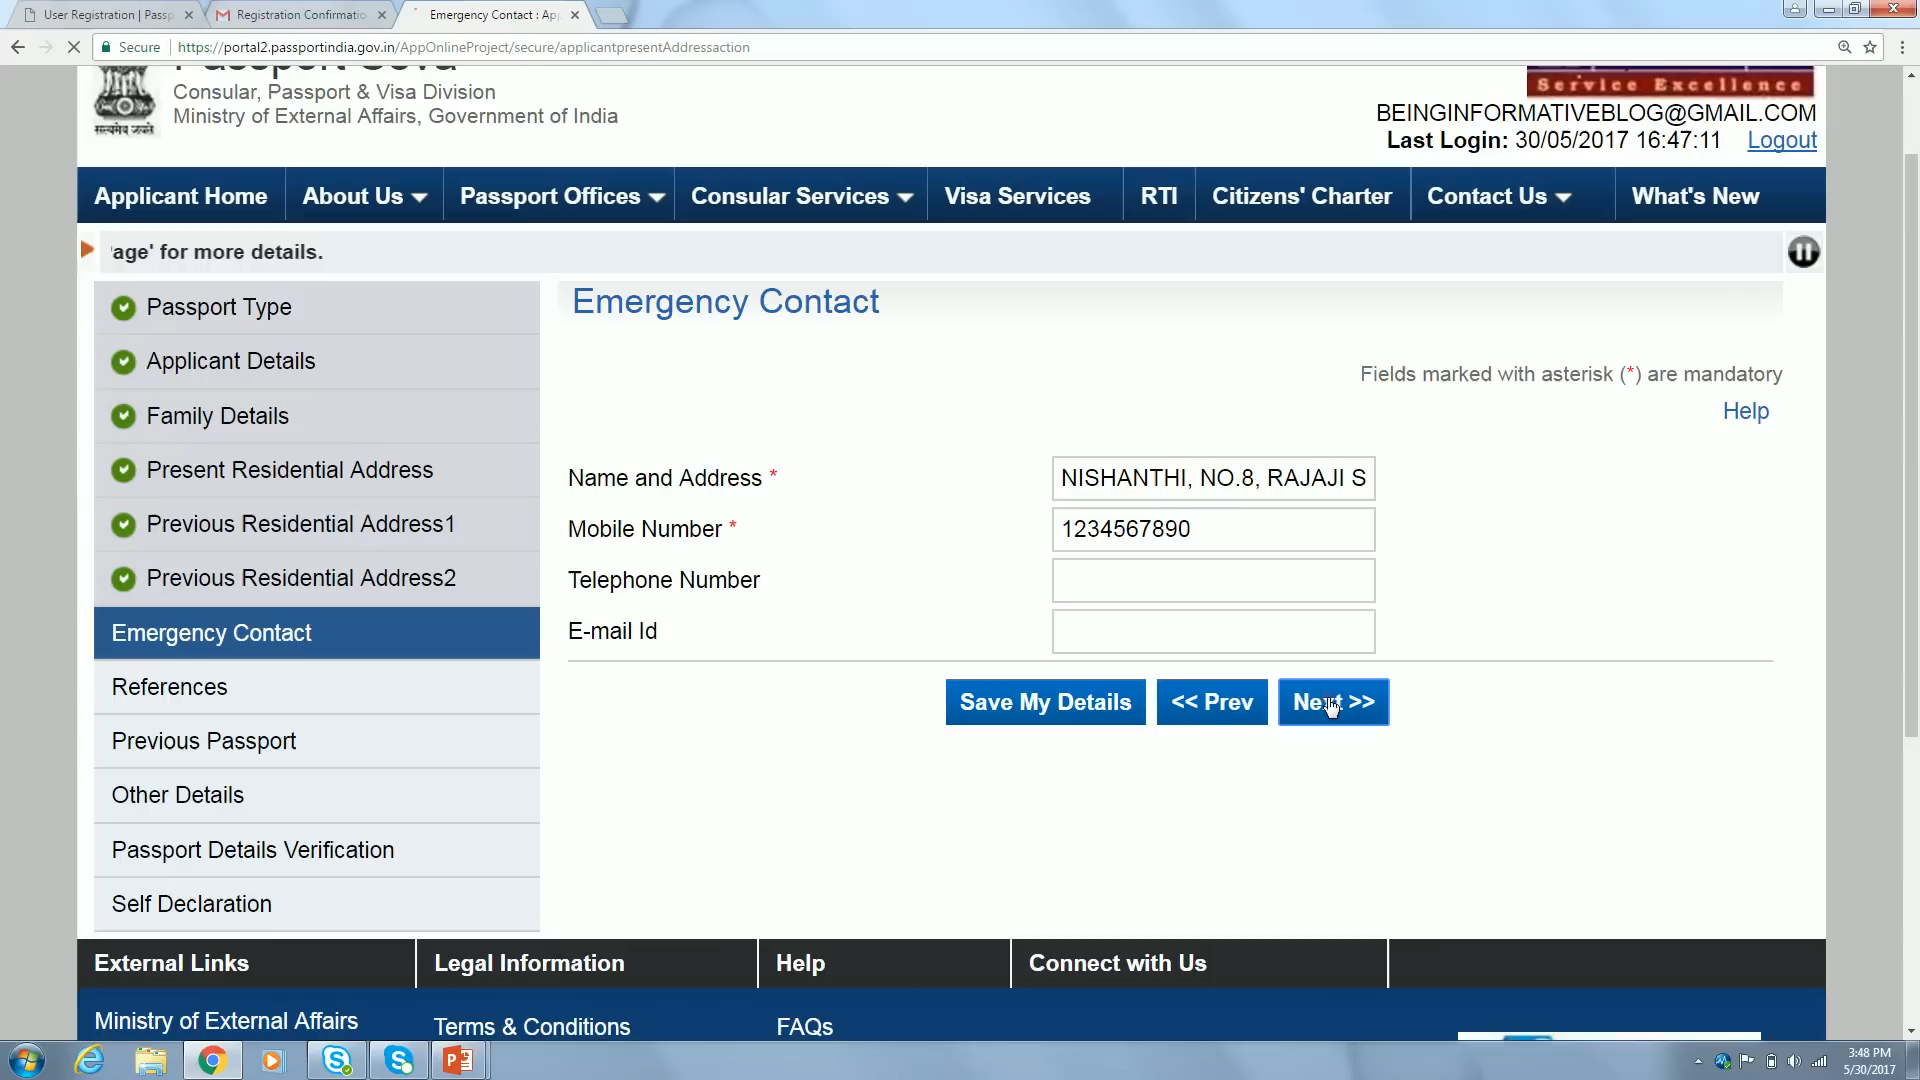 User Registration | Passp
Registration Confirmatio
Emergency Contact : Ap
Secure
https://portal2.passportindia.gov.in/AppOnlineProject/secure/applicantpresentAddressaction
Passport Seva
Consular, Passport & Visa Division
Ministry of External Affairs, Government of India
सत्यमेव जयते
Service Excellence
BEINGINFORMATIVEBLOG@GMAIL.COM
Last Login: 30/05/2017 16:47:11 Logout
Applicant Home
About Us
Passport Offices
Consular Services
Visa Services
RTI
Citizens' Charter
Contact Us
What's New
age' for more details.
Passport Type
Applicant Details
Family Details
Present Residential Address
Previous Residential Address1
Previous Residential Address2
Emergency Contact
References
Previous Passport
Other Details
Passport Details Verification
Self Declaration
Emergency Contact
Fields marked with asterisk (*) are mandatory
Help
Name and Address * NISHANTHI, NO.8, RAJAJI S
Mobile Number * 1234567890
Telephone Number
E-mail Id
Save My Details << Prev Next >>
External Links
Legal Information
Help
Connect with Us
Ministry of External Affairs
Terms & Conditions
FAQs
3:48 PM
5/30/2017